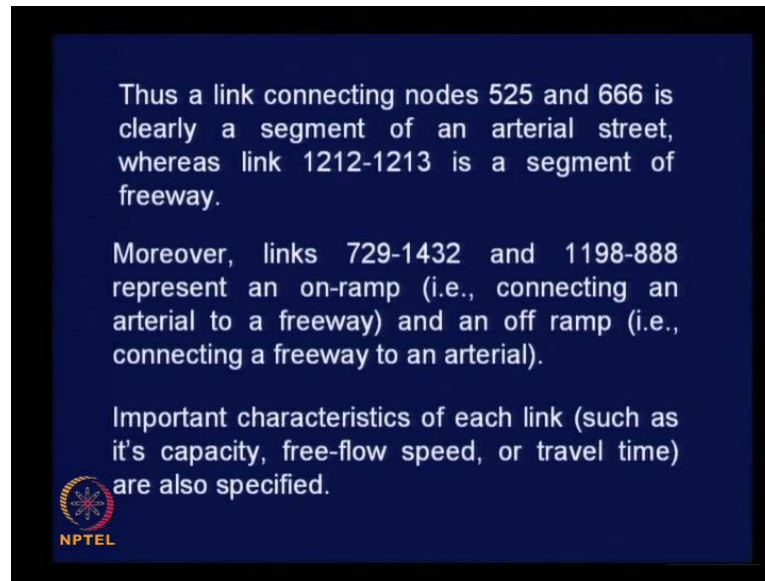 Thus a link connecting nodes 525 and 666 is
clearly a segment of an arterial street,
whereas link 1212-1213 is a segment of
freeway.
Moreover, links 729-1432 and 1198-888
represent an on-ramp (i.e., connecting an
arterial to a freeway) and an off ramp (i.e.,
connecting a freeway to an arterial).
Important characteristics of each link (such as
it's capacity, free-flow speed, or travel time)
are also specified.
NPTEL